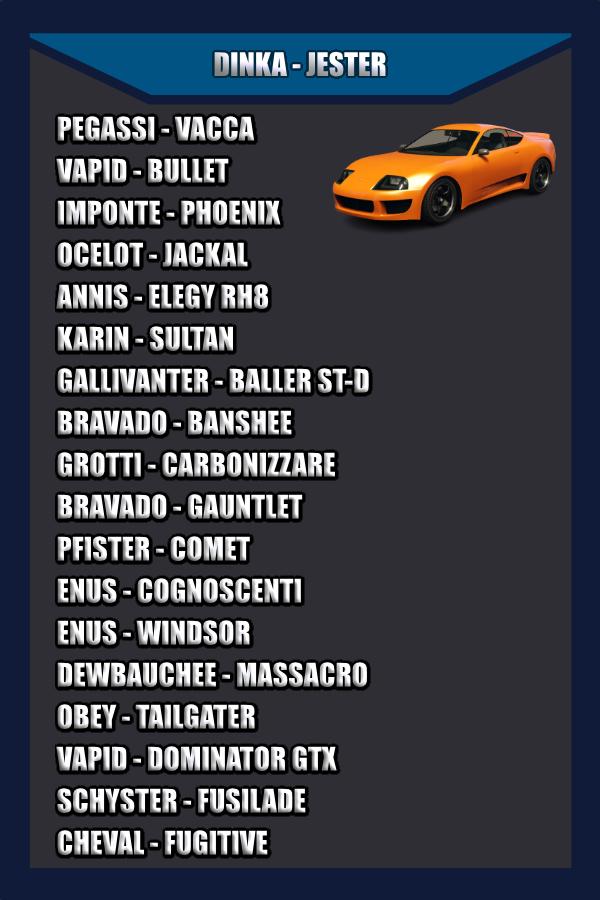 DINKA - JESTER
PEGASSI - VACCA
VAPID - BULLET
IMPONTE - PHOENIX
OCELOT - JACKAL
ANNIS - ELEGY RH8
KARIN - SULTAN
GALLIVANTER - BALLER ST-D
BRAVADO - BANSHEE
GROTTI - CARBONIZZARE
BRAVADO - GAUNTLET
PFISTER - COMET
ENUS - COGNOSCENTI
ENUS - WINDSOR
DEWBAUCHEE - MASSACRO
OBEY - TAILGATER
VAPID - DOMINATOR GTX
SCHYSTER - FUSILADE
CHEVAL - FUGITIVE